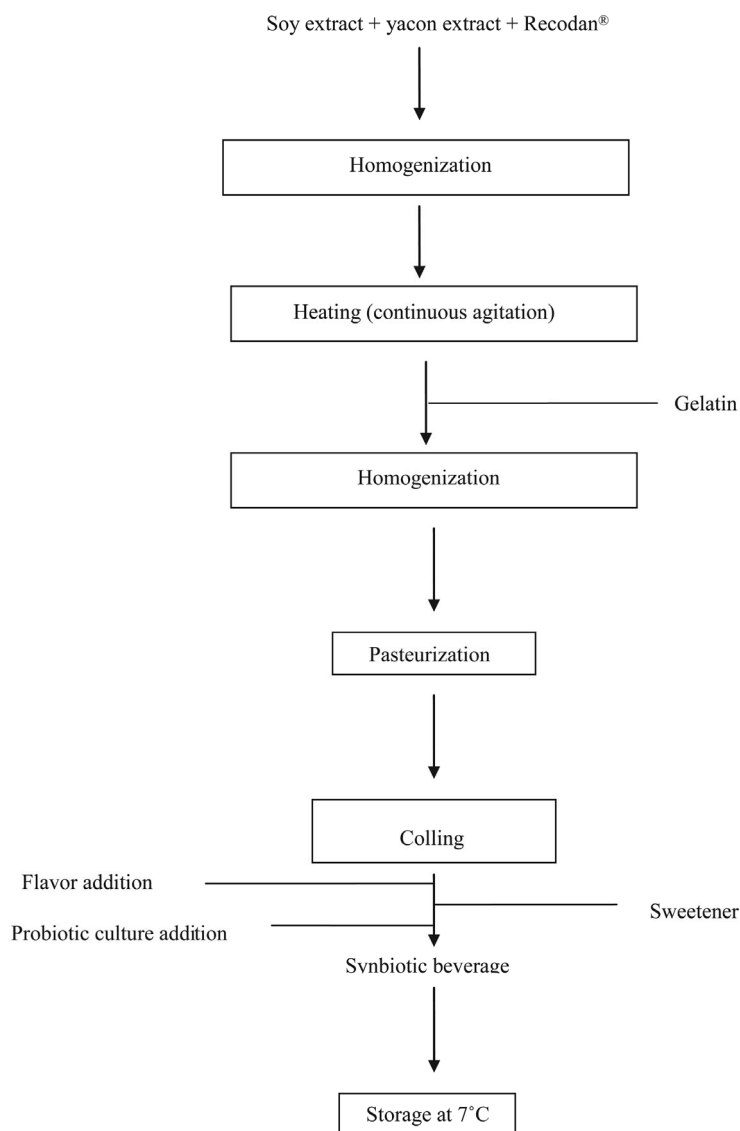 Soy extract + yacon extract + Recodan®
Homogenization
Heating (continuous agitation)
Gelatin
Homogenization
Pasteurization
Colling
Flavor addition
Sweetener
Probiotic culture addition
Synbiotic beverage
Storage at 7˚C